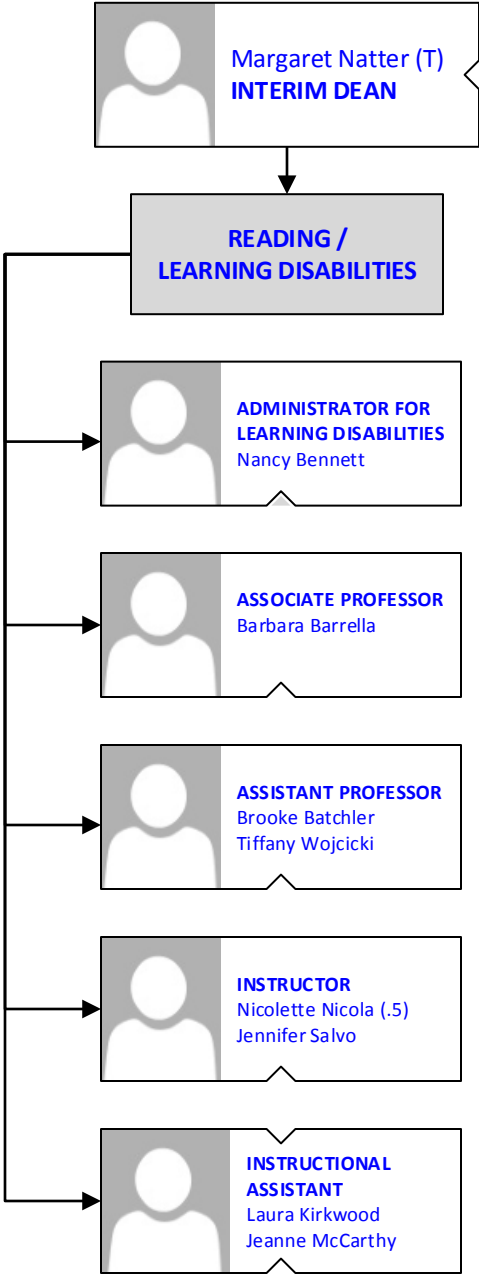 Margaret Natter (T)
INTERIM DEAN
READING /
LEARNING DISABILITIES
ADMINISTRATOR FOR
LEARNING DISABILITIES
Nancy Bennett
ASSOCIATE PROFESSOR
Barbara Barrella
ASSISTANT PROFESSOR
Brooke Batchler
Tiffany Wojcicki
INSTRUCTOR
Nicolette Nicola (.5)
Jennifer Salvo
INSTRUCTIONAL
ASSISTANT
Laura Kirkwood
Jeanne McCarthy